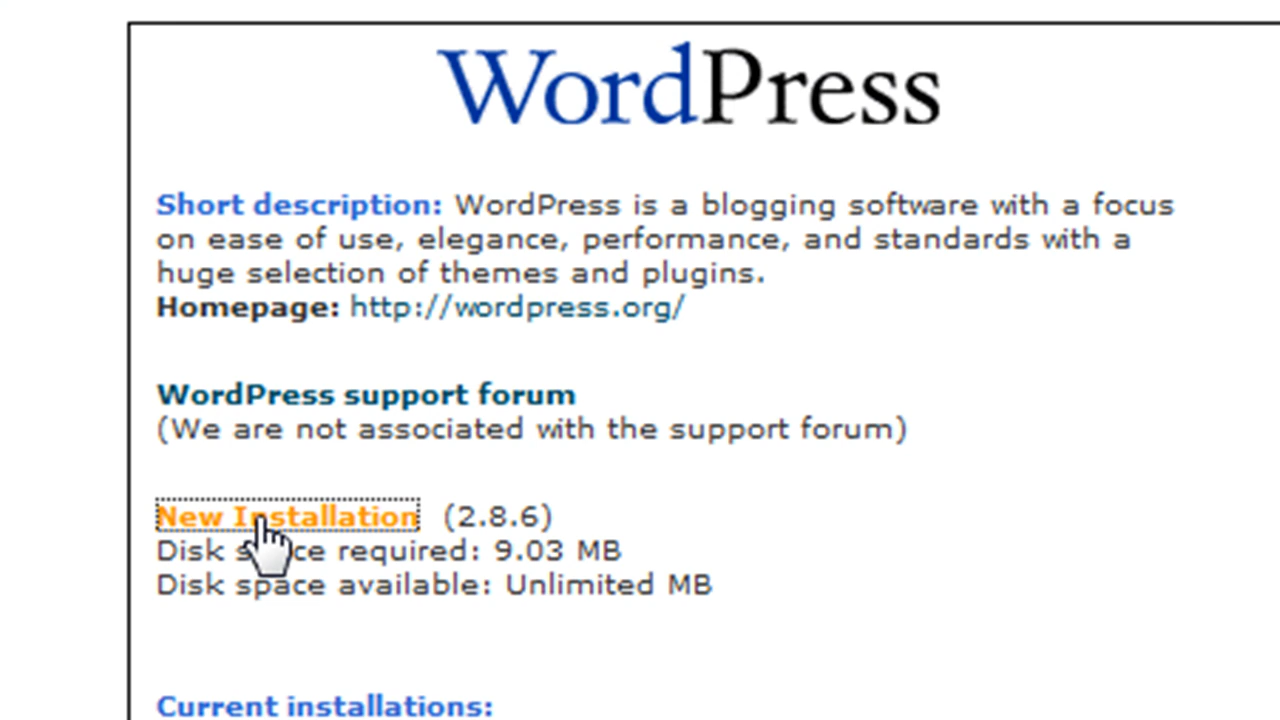 WordPress
Short description: WordPress is a blogging software with a focus
on ease of use, elegance, performance, and standards with a
huge selection of themes and plugins.
Homepage: http://wordpress.org/
WordPress support forum
(We are not associated with the support forum)
New Installation (2.8.6)
Disk space required: 9.03 MB
Disk space available: Unlimited MB
Current installations: